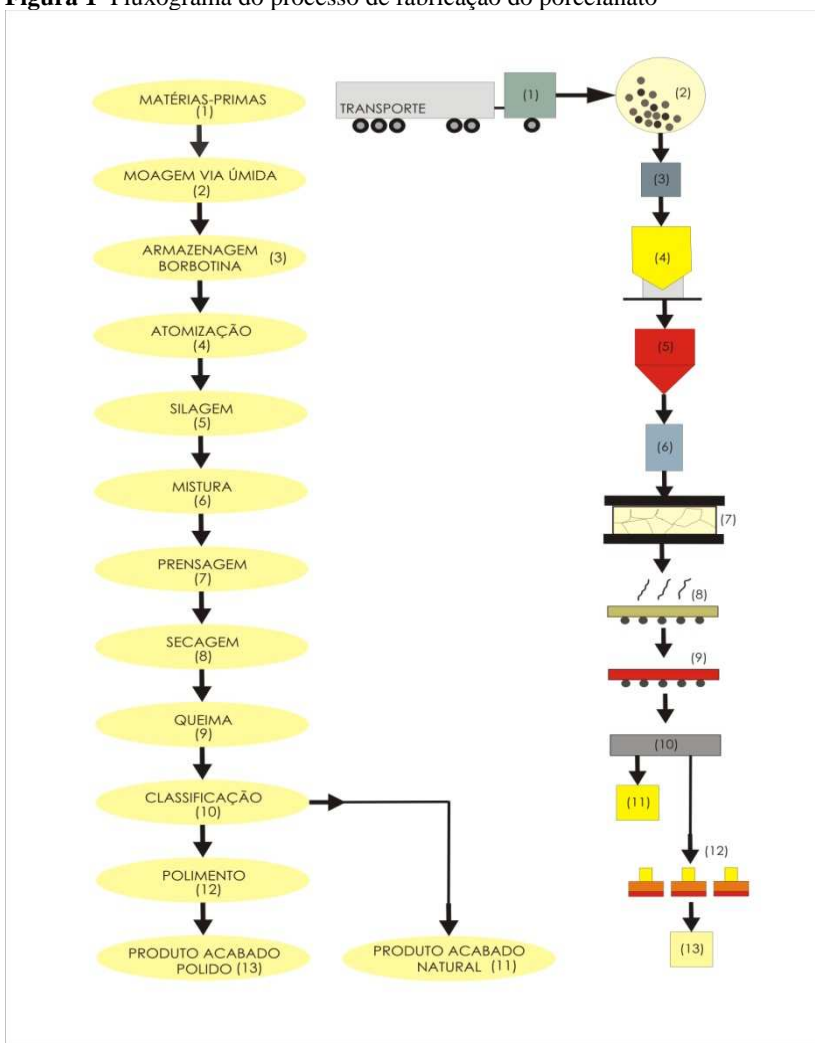 Figura 1 Fluxograma do processo de fabricação do porcelanato
MATÉRIAS-PRIMAS
(1)
MOAGEM VIA ÚMIDA
(2)
ARMAZENAGEM (3)
BORBOTINA
ATOMIZAÇÃO
(4)
SILAGEM
(5)
MISTURA
(6)
PRENSAGEM
(7)
SECAGEM
(8)
QUEIMA
(9)
CLASSIFICAÇÃO
(10)
POLIMENTO
(12)
PRODUTO ACABADO
POLIDO (13)
PRODUTO ACABADO
NATURAL (11)
TRANSPORTE
(1)
(2)
(3)
(4)
(5)
(6)
(7)
(8)
(9)
(10)
(11)
(12)
(13)